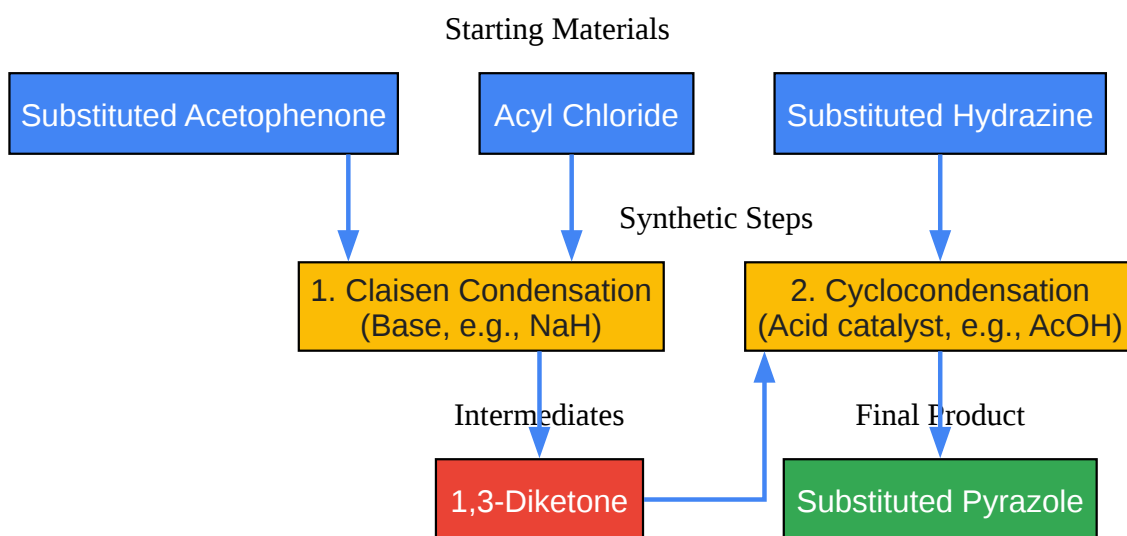 Starting Materials
Substituted Acetophenone
Acyl Chloride
Substituted Hydrazine
Synthetic Steps
1. Claisen Condensation
(Base, e.g., NaH)
2. Cyclocondensation
(Acid catalyst, e.g., AcOH)
Intermediates
Final Product
1,3-Diketone
Substituted Pyrazole